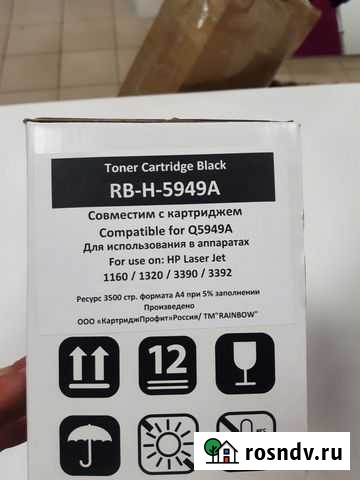 Toner Cartridge Black
RB-H-5949A
Совместим с картриджем
Compatible for Q5949A
Для использования в аппаратах
For use on: HP Laser Jet
1160 / 1320 / 3390 / 3392
Ресурс 3500 стр. формата А4 при 5% заполнении
Произведено
ООО «КартриджПрофит»Россия/ ТМ"RAINBOW"
12
rosndv.ru